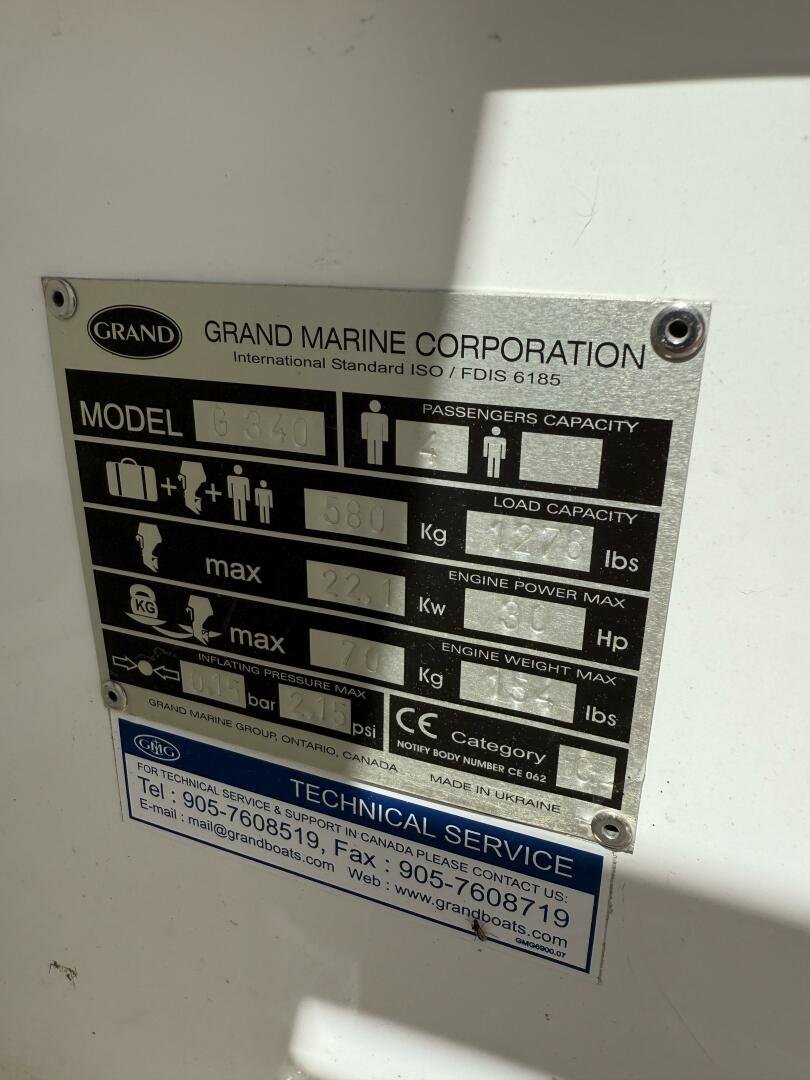 GRAND
GRAND MARINE CORPORATION
International Standard ISO / FDIS 6185
MODEL G 340
PASSENGERS CAPACITY
4
LOAD CAPACITY
580 Kg 1276 lbs
ENGINE POWER MAX
max 22.1 Kw 30 Hp
ENGINE WEIGHT MAX
KG max 70 Kg 154 lbs
INFLATING PRESSURE MAX
0.15 bar 2.15 psi
CE Category C
NOTIFY BODY NUMBER CE 062
GRAND MARINE GROUP, ONTARIO, CANADA
MADE IN UKRAINE
GMG
TECHNICAL SERVICE
FOR TECHNICAL SERVICE & SUPPORT IN CANADA PLEASE CONTACT US:
Tel : 905-7608519, Fax : 905-7608719
E-mail : mail@grandboats.com Web : www.grandboats.com
GMG6900.07